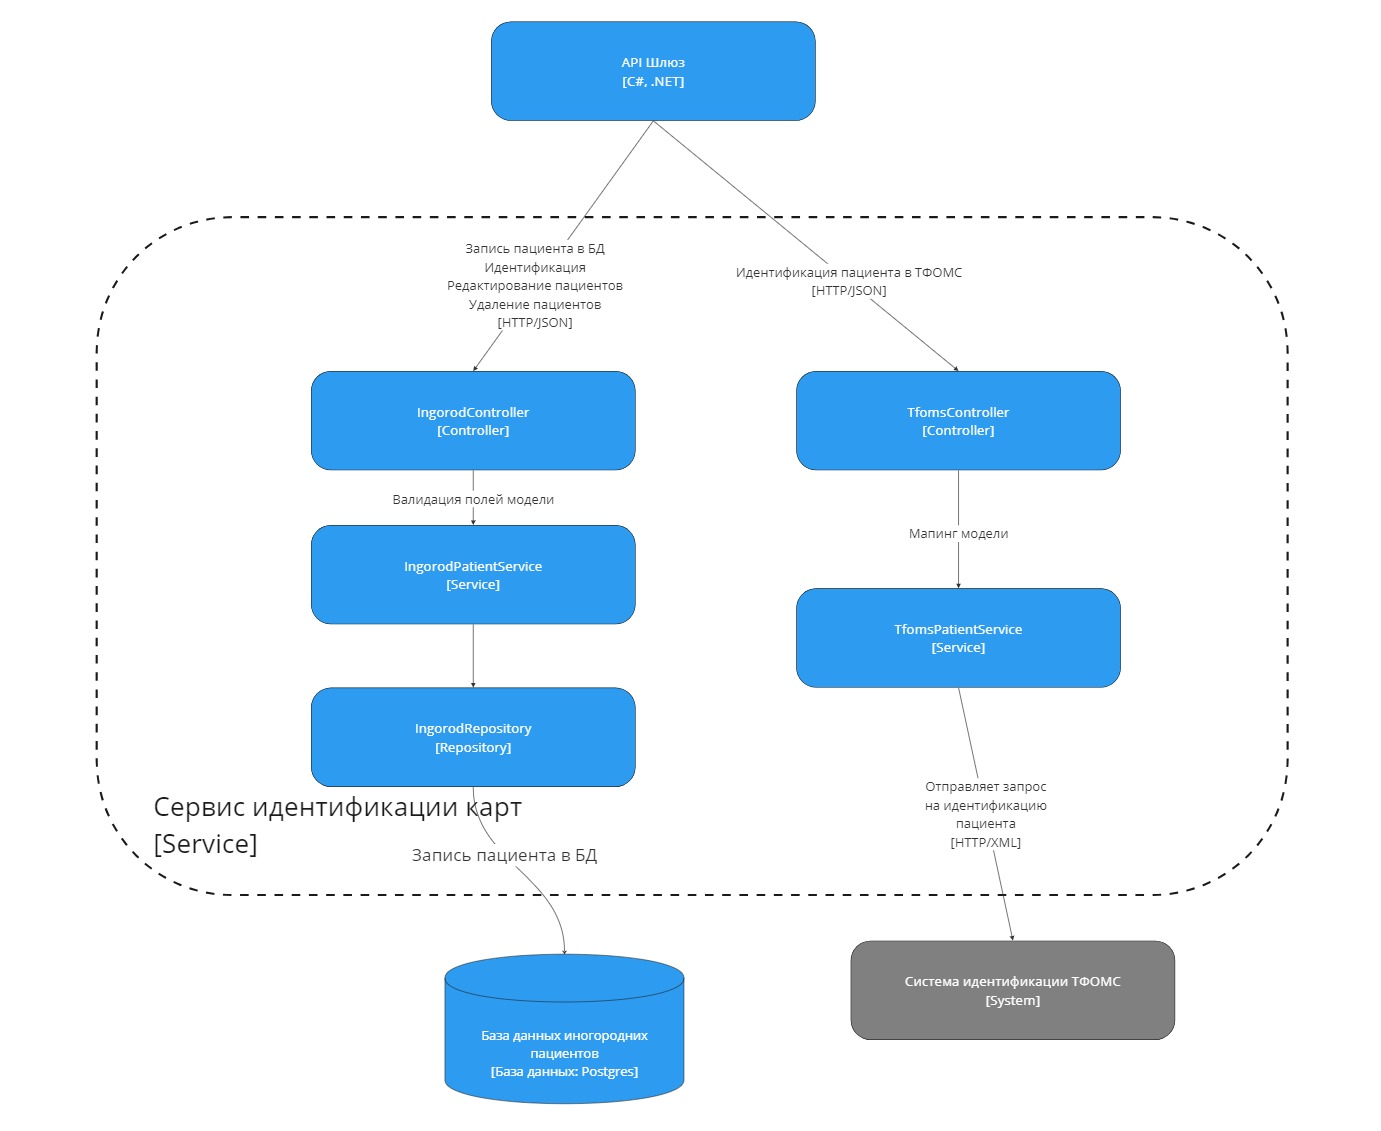 API Шлюз
[C#, .NET]
Запись пациента в БД
Идентификация
Редактирование пациентов
Удаление пациентов
[HTTP/JSON]
Идентификация пациента в ТФОМС
[HTTP/JSON]
IngorodController
[Controller]
TfomsController
[Controller]
Валидация полей модели
Мапинг модели
IngorodPatientService
[Service]
TfomsPatientService
[Service]
IngorodRepository
[Repository]
Сервис идентификации карт
[Service]
Запись пациента в БД
Отправляет запрос
на идентификацию
пациента
[HTTP/XML]
База данных иногородних
пациентов
[База данных: Postgres]
Система идентификации ТФОМС
[System]